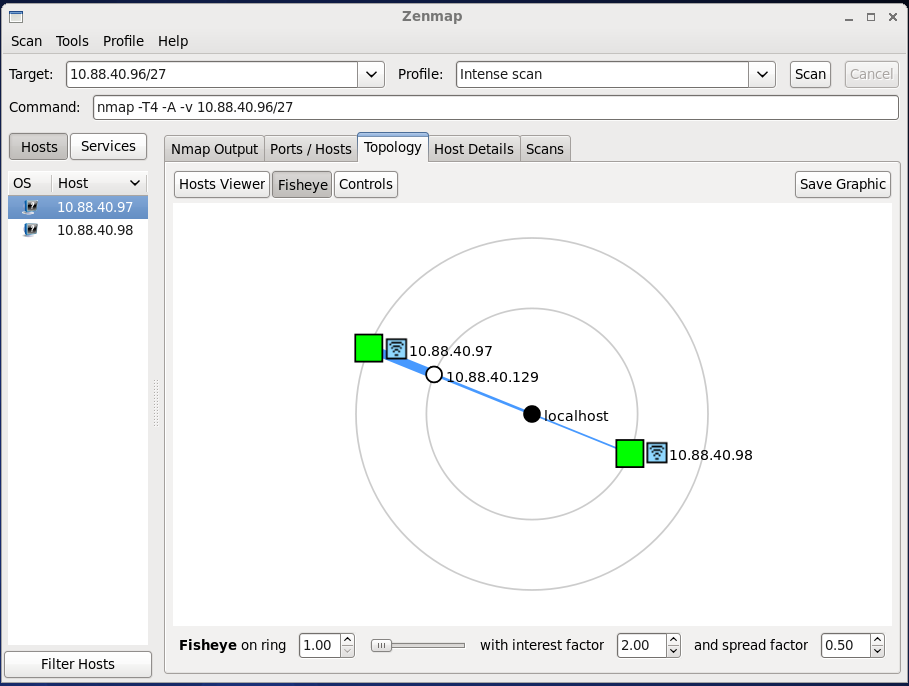 Zenmap
Scan Tools Profile Help
Target: 10.88.40.96/27 Profile: Intense scan Scan Cancel
Command: nmap -T4 -A -v 10.88.40.96/27
Hosts Services
Nmap Output Ports / Hosts Topology Host Details Scans
OS Host
Hosts Viewer Fisheye Controls Save Graphic
10.88.40.97
10.88.40.98
10.88.40.97
10.88.40.129
localhost
10.88.40.98
Fisheye on ring 1.00 with interest factor 2.00 and spread factor 0.50
Filter Hosts